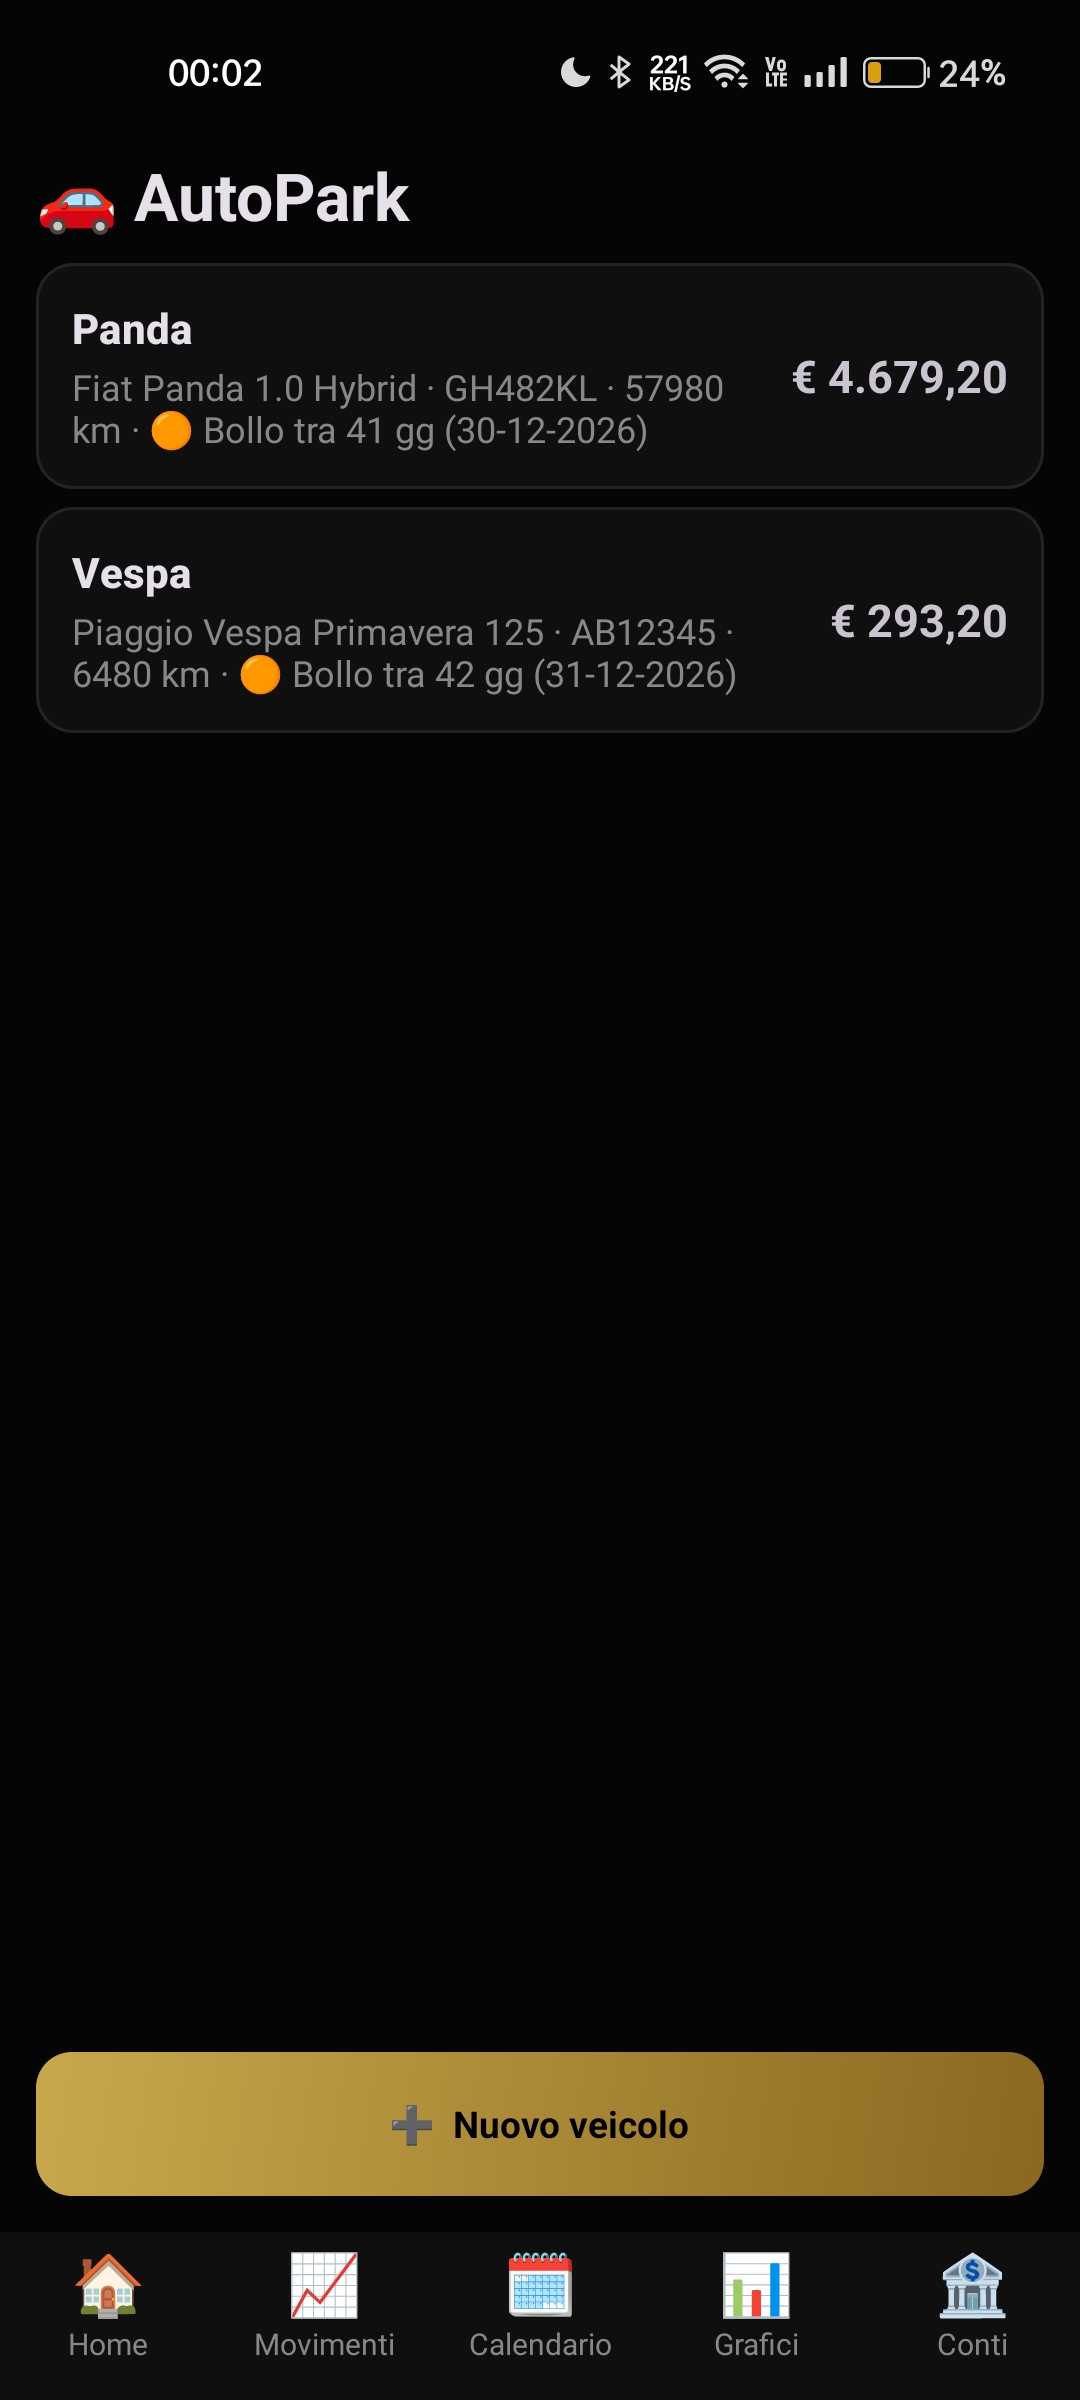 00:02 221 KB/S Vo LTE 24%
🚗 AutoPark
Panda
Fiat Panda 1.0 Hybrid · GH482KL · 57980
km · 🟠 Bollo tra 41 gg (30-12-2026)
€ 4.679,20
Vespa
Piaggio Vespa Primavera 125 · AB12345 ·
6480 km · 🟠 Bollo tra 42 gg (31-12-2026)
€ 293,20
➕ Nuovo veicolo
Home Movimenti Calendario Grafici Conti